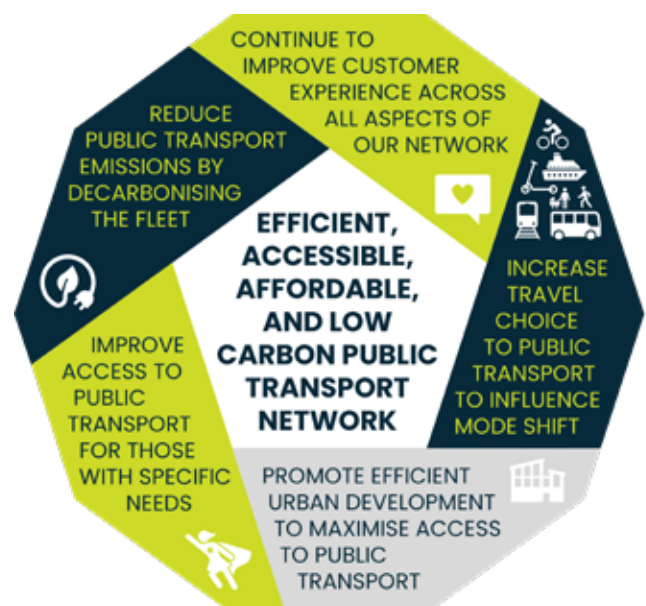 CONTINUE TO
IMPROVE CUSTOMER
EXPERIENCE ACROSS
ALL ASPECTS OF
OUR NETWORK
INCREASE
TRAVEL
CHOICE
TO PUBLIC
TRANSPORT
TO INFLUENCE
MODE SHIFT
PROMOTE EFFICIENT
URBAN DEVELOPMENT
TO MAXIMISE ACCESS
TO PUBLIC
TRANSPORT
IMPROVE
ACCESS TO
PUBLIC
TRANSPORT
FOR THOSE
WITH SPECIFIC
NEEDS
REDUCE
PUBLIC TRANSPORT
EMISSIONS BY
DECARBONISING
THE FLEET
EFFICIENT,
ACCESSIBLE,
AFFORDABLE,
AND LOW
CARBON PUBLIC
TRANSPORT
NETWORK